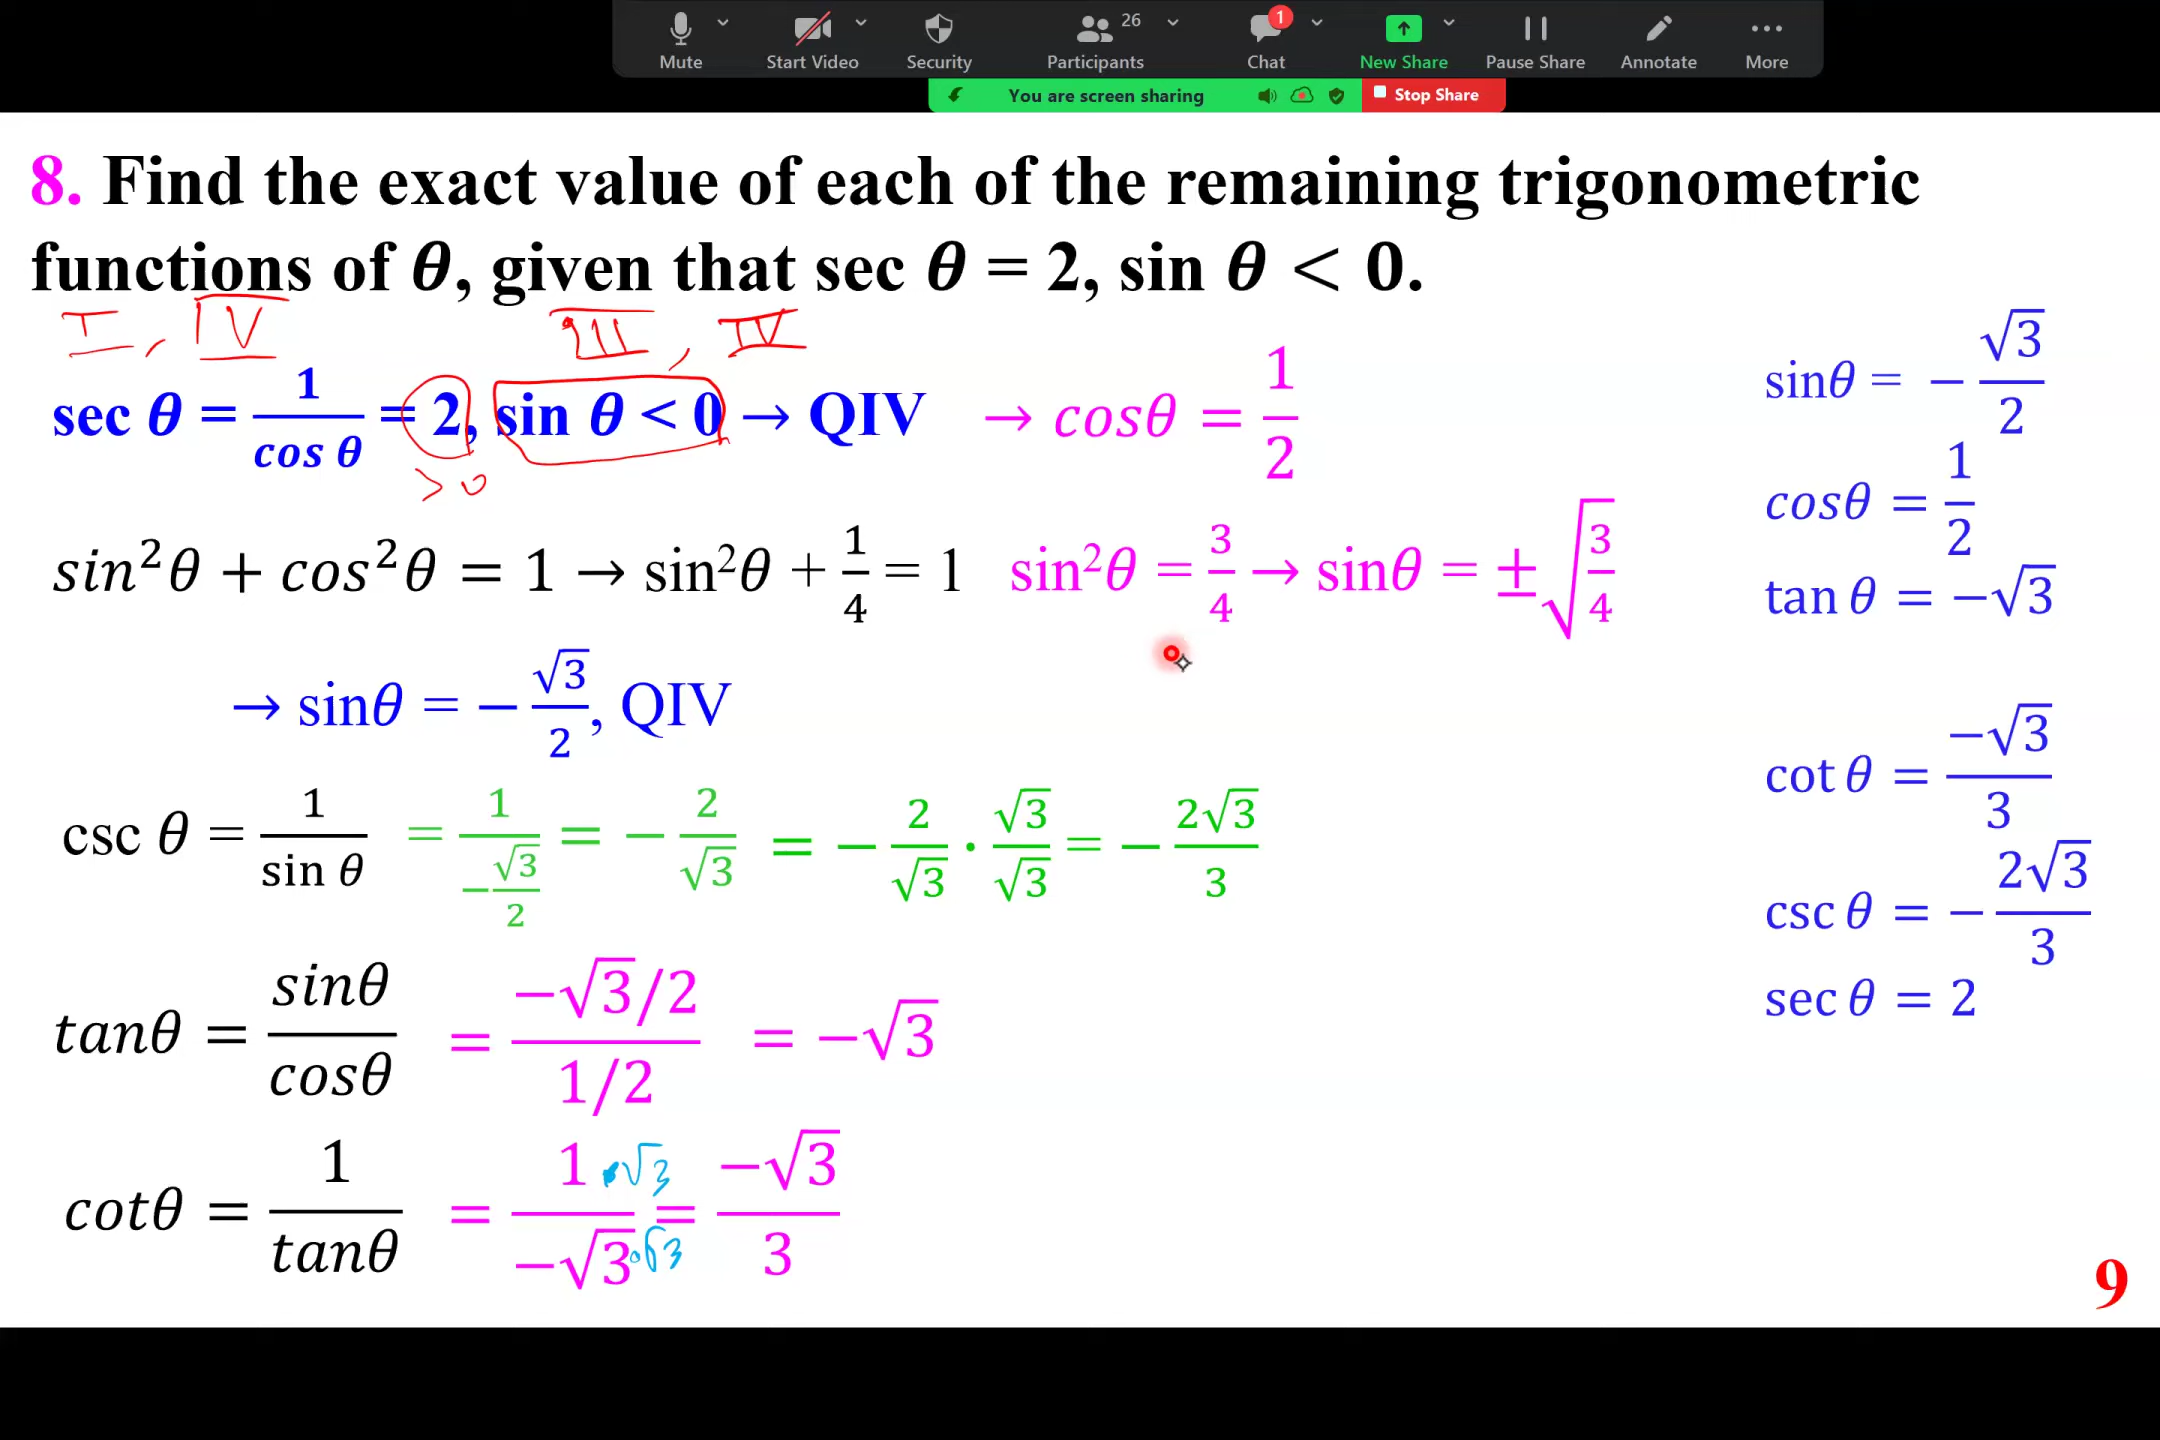 Mute Start Video Security Participants 26 Chat 1 New Share Pause Share Annotate More
You are screen sharing Stop Share
8. Find the exact value of each of the remaining trigonometric
functions of θ, given that sec θ = 2, sin θ < 0.
I, IV III, IV
sec θ = 1/cos θ = 2, sin θ < 0 → QIV → cosθ = 1/2
> 0
sin²θ + cos²θ = 1 → sin²θ + 1/4 = 1 sin²θ = 3/4 → sinθ = ±√(3/4)
→ sinθ = −√3/2, QIV
csc θ = 1/sin θ = 1/(−√3/2) = −2/√3 = −2/√3 · √3/√3 = −2√3/3
tanθ = sinθ/cosθ = (−√3/2)/(1/2) = −√3
cotθ = 1/tanθ = (1 · √3)/(−√3 · √3) = −√3/3
sinθ = −√3/2
cosθ = 1/2
tan θ = −√3
cot θ = −√3/3
csc θ = −2√3/3
sec θ = 2
9